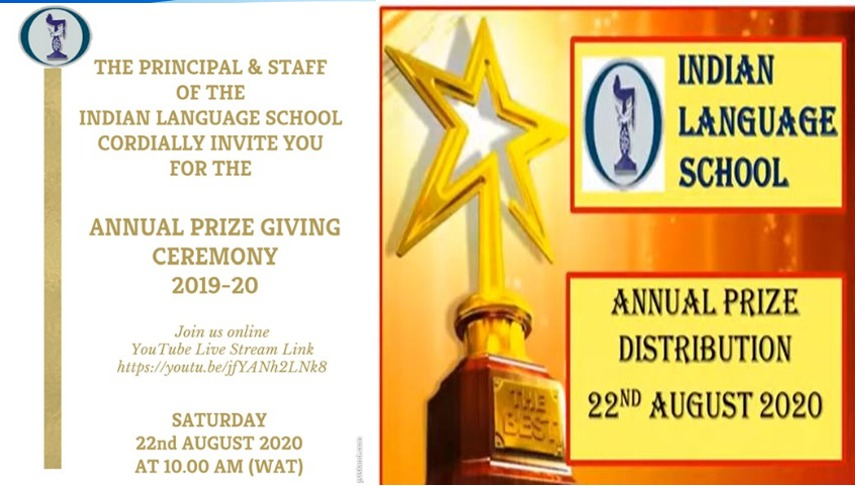 THE PRINCIPAL & STAFF
OF THE
INDIAN LANGUAGE SCHOOL
CORDIALLY INVITE YOU
FOR THE
ANNUAL PRIZE GIVING
CEREMONY
2019-20
Join us online
YouTube Live Stream Link
https://youtu.be/jfYANh2LNk8
SATURDAY
22nd AUGUST 2020
AT 10.00 AM (WAT)
INDIAN
LANGUAGE
SCHOOL
ANNUAL PRIZE
DISTRIBUTION
22ND AUGUST 2020
THE
BEST